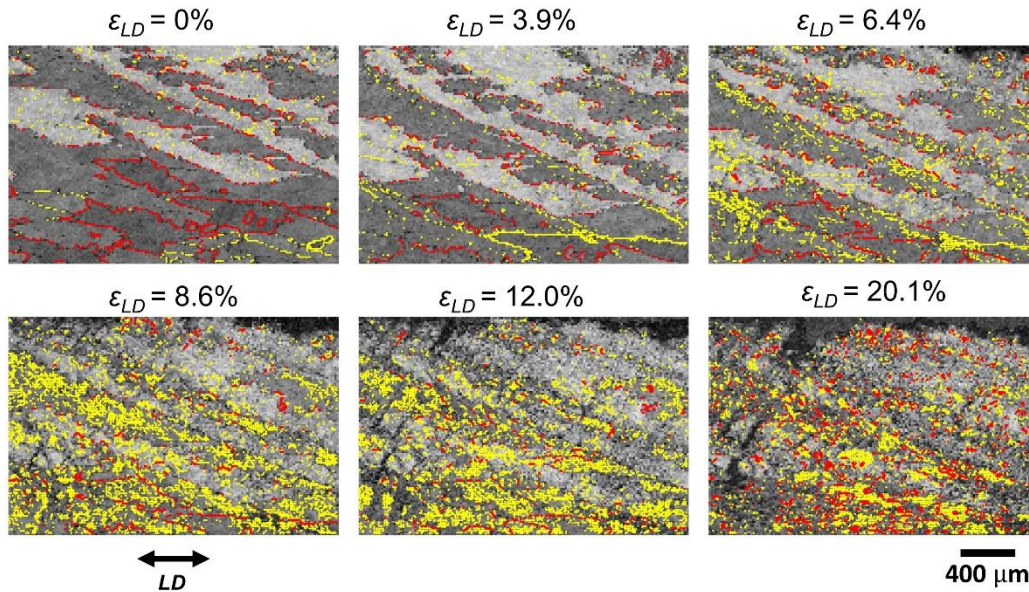 ε_LD = 0%
ε_LD = 3.9%
ε_LD = 6.4%
ε_LD = 8.6%
ε_LD = 12.0%
ε_LD = 20.1%
LD
400 μm